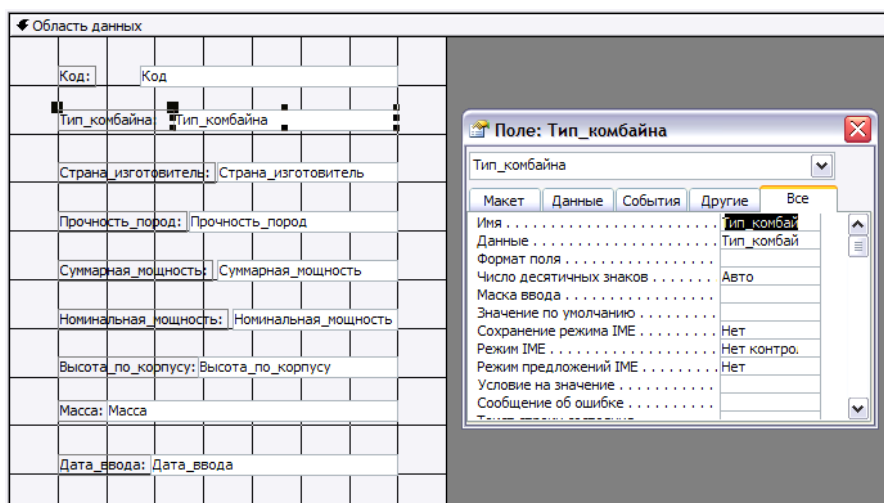 Область данных
Код: Код
Тип_комбайна: Тип_комбайна
Страна_изготовитель: Страна_изготовитель
Прочность_пород: Прочность_пород
Суммарная_мощность: Суммарная_мощность
Номинальная_мощность: Номинальная_мощность
Высота_по_корпусу: Высота_по_корпусу
Масса: Масса
Дата_ввода: Дата_ввода
Поле: Тип_комбайна
Тип_комбайна
Макет Данные События Другие Все
Имя . . . . . . . . . . . . . . . . . . . . . . . . Тип_комбай
Данные . . . . . . . . . . . . . . . . . . . . . Тип_комбай
Формат поля . . . . . . . . . . . . . . . . .
Число десятичных знаков . . . . . . . Авто
Маска ввода . . . . . . . . . . . . . . . . .
Значение по умолчанию . . . . . . . .
Сохранение режима IME . . . . . . . . Нет
Режим IME . . . . . . . . . . . . . . . . . . . Нет контро.
Режим предложений IME . . . . . . . . Нет
Условие на значение . . . . . . . . . . .
Сообщение об ошибке . . . . . . . . . .